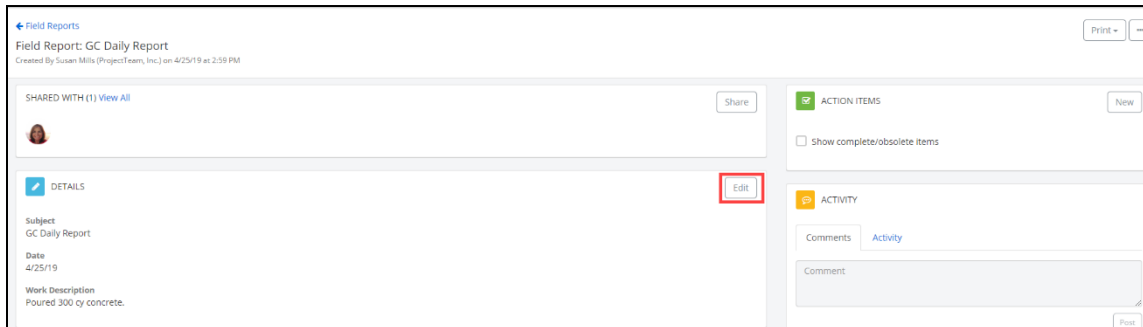 Field Reports
Field Report: GC Daily Report
Created By Susan Mills (ProjectTeam, Inc.) on 4/25/19 at 2:59 PM
Print
SHARED WITH (1) View All
Share
DETAILS
Edit
Subject
GC Daily Report
Date
4/25/19
Work Description
Poured 300 cy concrete.
ACTION ITEMS
New
Show complete/obsolete items
ACTIVITY
Comments Activity
Comment
Post